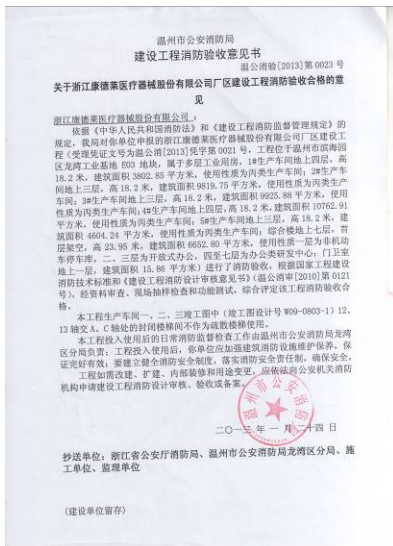 温州市公安消防局
建设工程消防验收意见书
温公消验[2013]第0023号
关于浙江康德莱医疗器械股份有限公司厂区建设工程消防验收合格的意
见
浙江康德莱医疗器械股份有限公司:
依据《中华人民共和国消防法》和《建设工程消防监督管理规定》的
规定,我局对你单位申报的浙江康德莱医疗器械股份有限公司厂区建设工
程(受理凭证文号为温公消[2013]凭字第0021号,工程位于温州市滨海园
区龙湾工业基地E03地块,属于多层工业用房,1#生产车间地上四层,高
18.2米,建筑面积3802.85平方米,使用性质为丙类生产车间;2#生产车
间地上三层,高18.2米,建筑面积9819.75平方米,使用性质为丙类生产
车间;3#生产车间地上三层,高18.2米,建筑面积9925.88平方米,使用
性质为丙类生产车间;4#生产车间地上四层,高18.2米,建筑面积10762.91
平方米,使用性质为丙类生产车间;5#生产车间地上三层,高18.2米,建
筑面积4604.24平方米,使用性质为丙类生产车间;综合楼地上七层,首
层架空,高23.95米,建筑面积6652.80平方米,使用性质一层为非机动
车停车库,二、三层为开放式办公,四至七层为办公类研发中心;门卫室
地上一层,建筑面积15.86平方米)进行了消防验收,根据国家工程建设
消防技术标准和《建设工程消防设计审核意见书》(温公消审[2010]第0121
号),经资料审查、现场抽样检查和功能测试,综合评定该工程消防验收合
格。
本工程生产车间一、二、三竣工图中(竣工图设计号W09-0803-1)12、
13轴交A、C轴处的封闭楼梯间不作为疏散楼梯使用。
本工程投入使用后的日常消防监督检查工作由温州市公安消防局龙湾
区分局负责;工程投入使用后,你单位应加强建筑消防设施维护保养,保
证完好有效;要建立健全消防安全制度,落实消防安全责任制,确保安全。
工程如需改建、扩建、内部装修和用途变更,应依法向公安机关消防
机构申请建设工程消防设计审核、验收或备案。
温州市公安消防局
二〇一三年一月二十四日
抄送单位:浙江省公安厅消防局、温州市公安消防局龙湾区分局、施
工单位、监理单位
(建设单位留存)